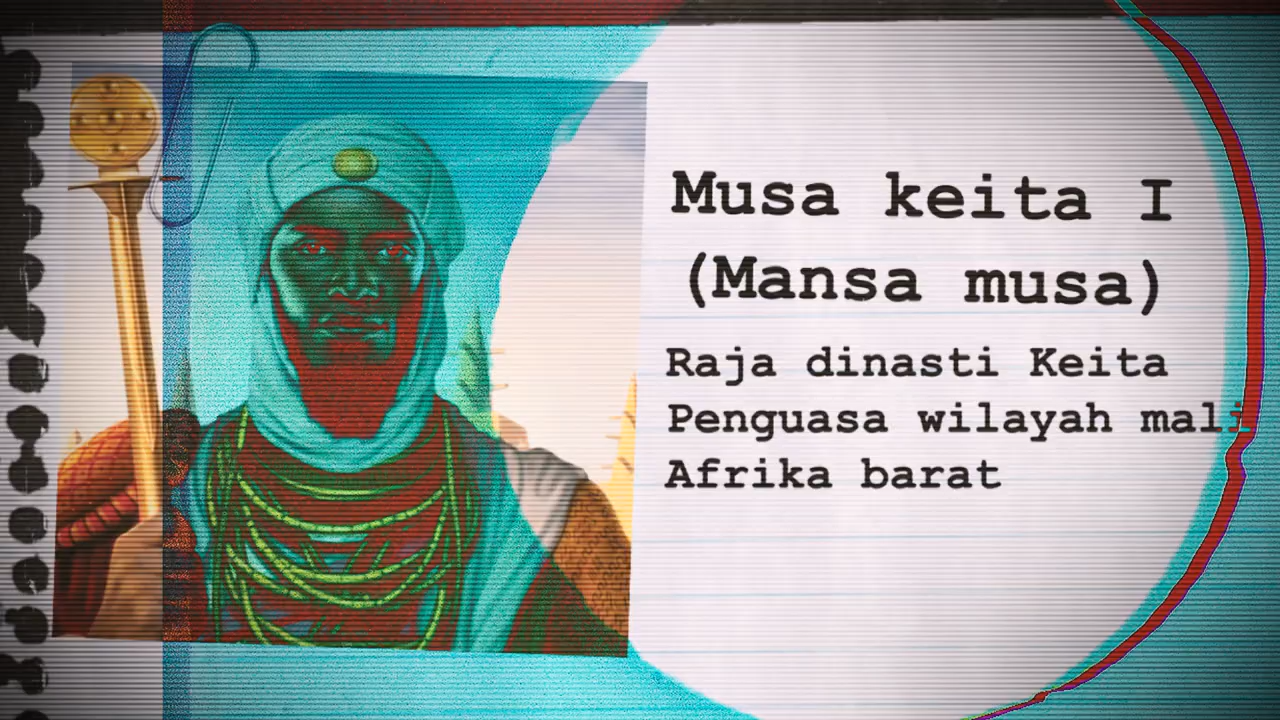 Musa keita I
(Mansa musa)
Raja dinasti Keita
Penguasa wilayah mali
Afrika barat